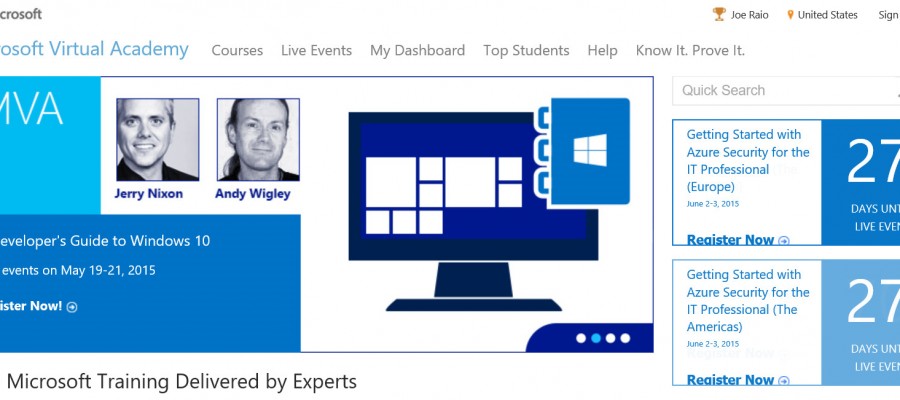 crosoft
Joe Raio
United States
Sign
rosoft Virtual Academy
Courses
Live Events
My Dashboard
Top Students
Help
Know It. Prove It.
MVA
Jerry Nixon
Andy Wigley
eveloper's Guide to Windows 10
events on May 19-21, 2015
ister Now!
Microsoft Training Delivered by Experts
Quick Search
Getting Started with
Azure Security for the
IT Professional
(Europe)
June 2-3, 2015
Register Now
27
DAYS UNT
LIVE EVEN
Getting Started with
Azure Security for the
IT Professional (The
Americas)
June 2-3, 2015
Register Now
27
DAYS UNT
LIVE EVEN